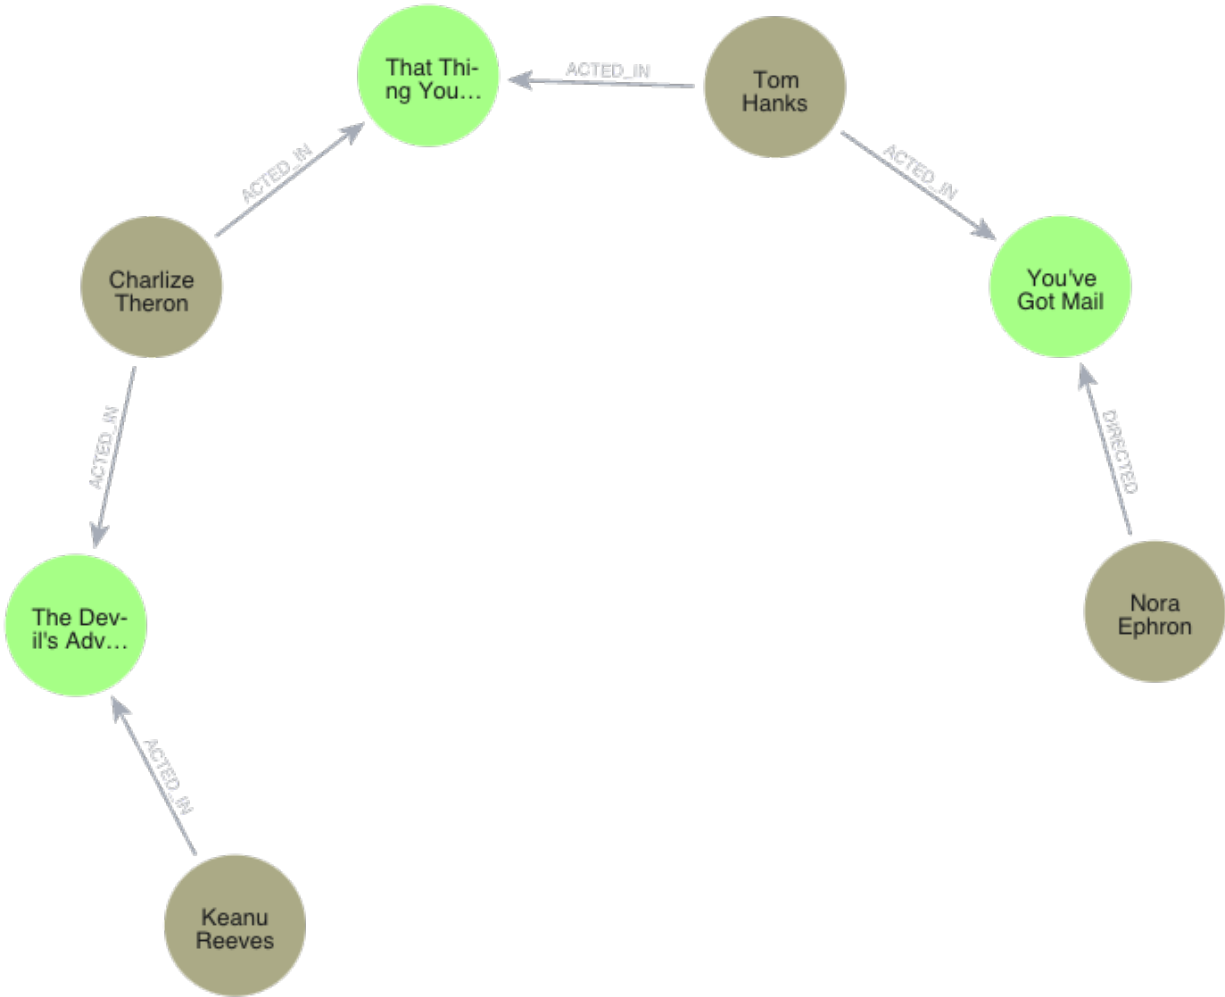 That Thi-
ng You...
ACTED_IN
Tom
Hanks
ACTED_IN
ACTED_IN
Charlize
Theron
You've
Got Mail
ACTED_IN
DIRECTED
The Dev-
il's Adv...
Nora
Ephron
ACTED_IN
Keanu
Reeves